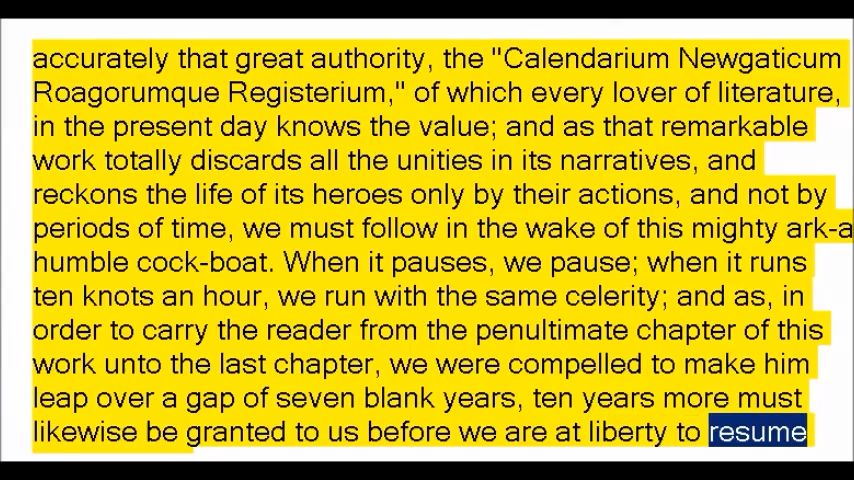 accurately that great authority, the "Calendarium Newgaticum
Roagorumque Registerium," of which every lover of literature,
in the present day knows the value; and as that remarkable
work totally discards all the unities in its narratives, and
reckons the life of its heroes only by their actions, and not by
periods of time, we must follow in the wake of this mighty ark-a
humble cock-boat. When it pauses, we pause; when it runs
ten knots an hour, we run with the same celerity; and as, in
order to carry the reader from the penultimate chapter of this
work unto the last chapter, we were compelled to make him
leap over a gap of seven blank years, ten years more must
likewise be granted to us before we are at liberty to resume